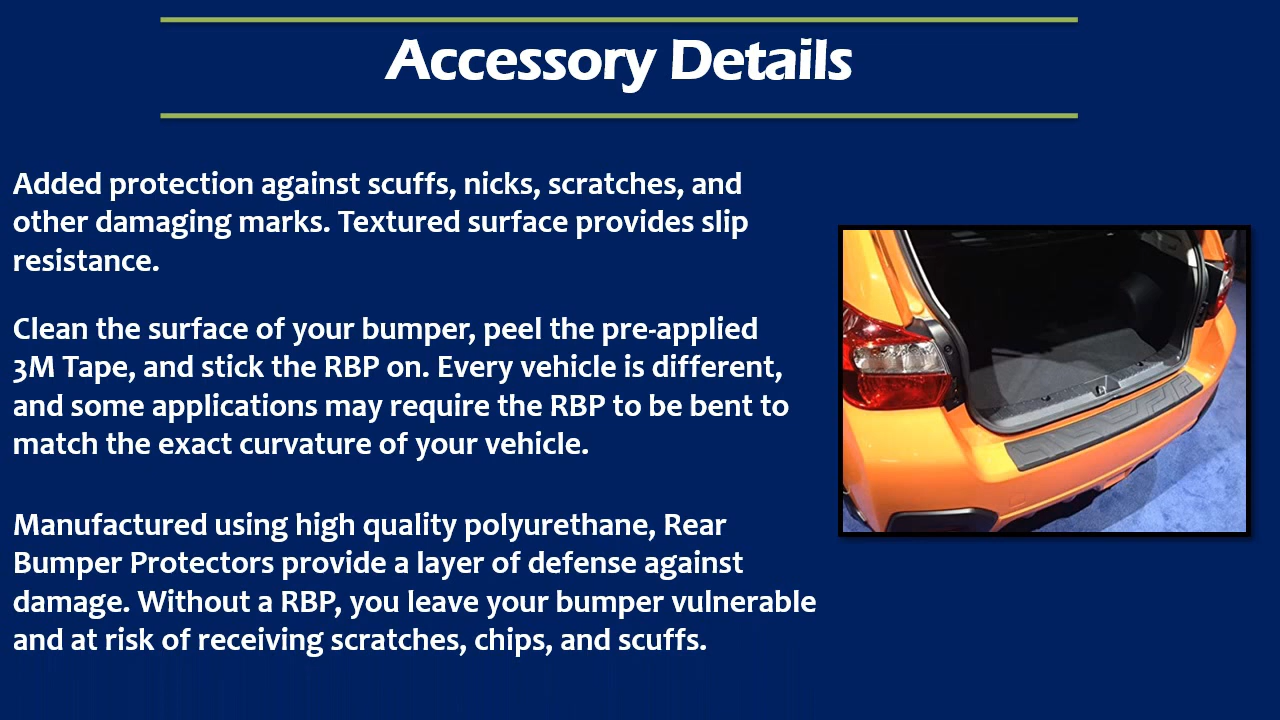 Accessory Details
Added protection against scuffs, nicks, scratches, and
other damaging marks. Textured surface provides slip
resistance.
Clean the surface of your bumper, peel the pre-applied
3M Tape, and stick the RBP on. Every vehicle is different,
and some applications may require the RBP to be bent to
match the exact curvature of your vehicle.
Manufactured using high quality polyurethane, Rear
Bumper Protectors provide a layer of defense against
damage. Without a RBP, you leave your bumper vulnerable
and at risk of receiving scratches, chips, and scuffs.